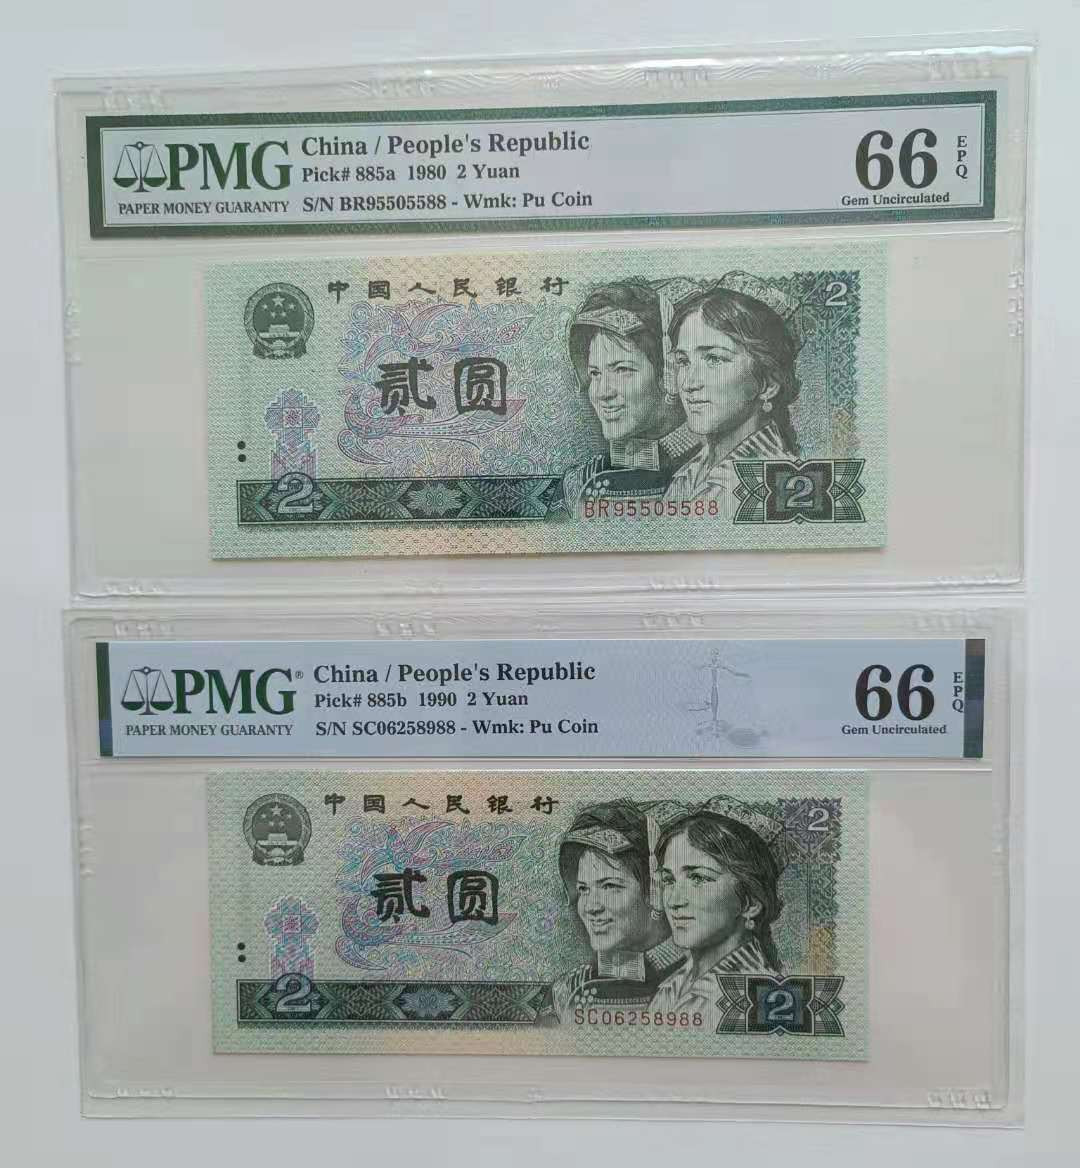 PMG
PAPER MONEY GUARANTY
China / People's Republic
Pick# 885a 1980 2 Yuan
S/N BR95505588 - Wmk: Pu Coin
66
EPQ
Gem Uncirculated
中国人民银行
2
贰圆
2
BR95505588
2
PMG®
PAPER MONEY GUARANTY
China / People's Republic
Pick# 885b 1990 2 Yuan
S/N SC06258988 - Wmk: Pu Coin
66
EPQ
Gem Uncirculated
中国人民银行
2
贰圆
2
SC06258988
2